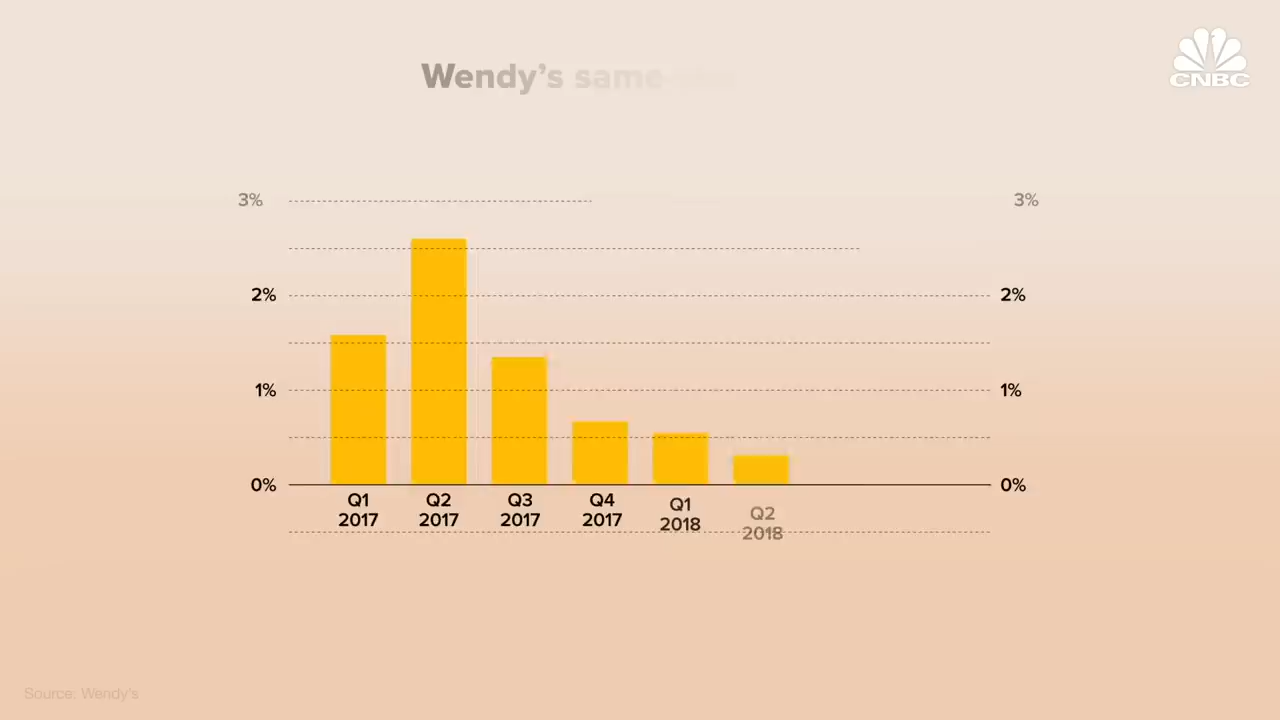 CNBC
Wendy's same
3% 3%
2% 2%
1% 1%
0% 0%
Q1 Q2 Q3 Q4 Q1 Q2
2017 2017 2017 2017 2018 2018
Source: Wendy's